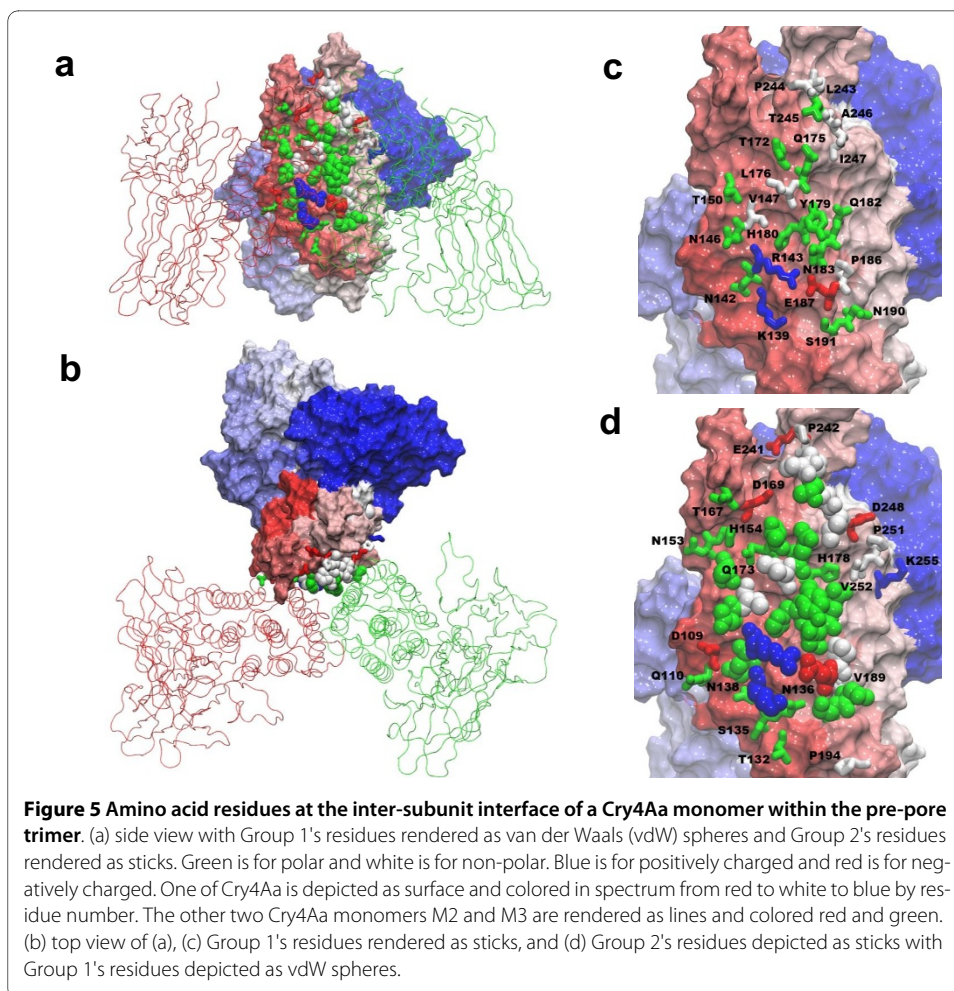 a
b
c
P244
L243
T245
A246
Q175
T172
I247
L176
V147
Y179
T150
Q182
N146
H180
R143
P186
N183
N142
E187
N190
K139
S191
d
E241
P242
D169
T167
D248
P251
H154
N153
H178
K255
Q173
V252
D109
Q110
N138
N136
V189
S135
T132
P194
Figure 5 Amino acid residues at the inter-subunit interface of a Cry4Aa monomer within the pre-pore
trimer. (a) side view with Group 1's residues rendered as van der Waals (vdW) spheres and Group 2's residues
rendered as sticks. Green is for polar and white is for non-polar. Blue is for positively charged and red is for neg-
atively charged. One of Cry4Aa is depicted as surface and colored in spectrum from red to white to blue by res-
idue number. The other two Cry4Aa monomers M2 and M3 are rendered as lines and colored red and green.
(b) top view of (a), (c) Group 1's residues rendered as sticks, and (d) Group 2's residues depicted as sticks with
Group 1's residues depicted as vdW spheres.